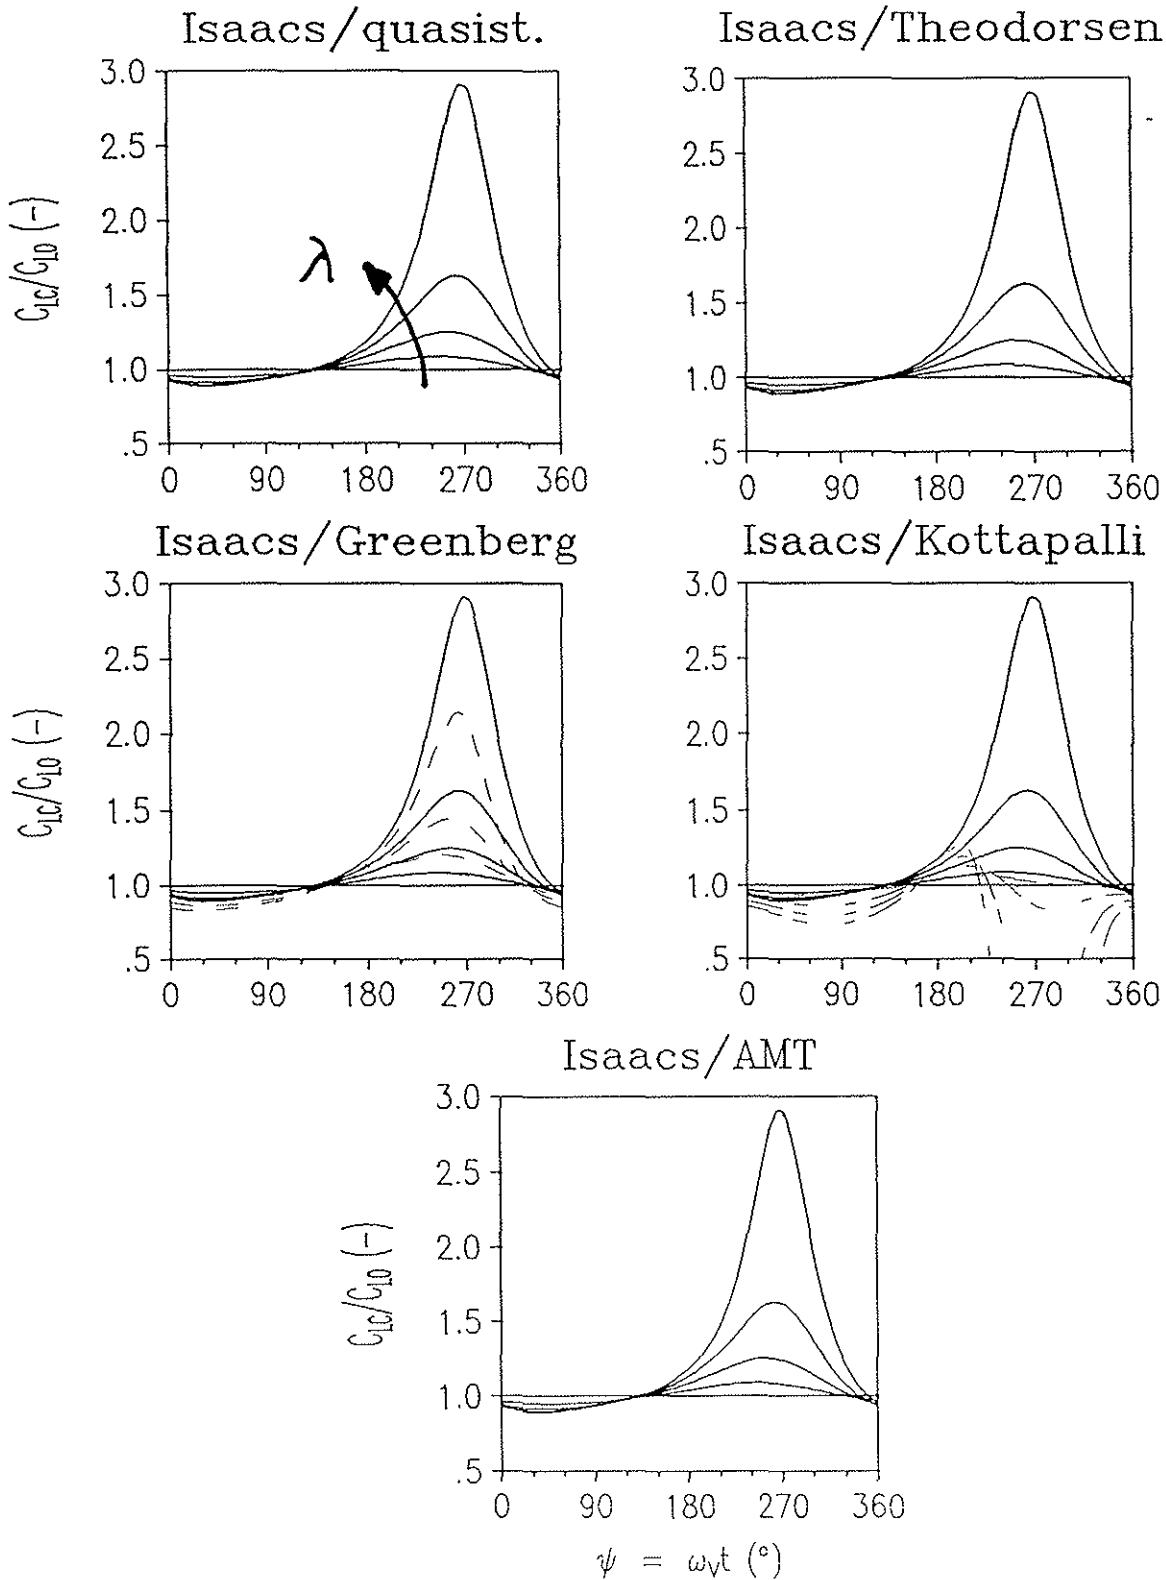 Isaacs/quasist.
Isaacs/Theodorsen
3.0
2.5
2.0
1.5
1.0
.5
C_LC/C_L0 (-)
λ
0 90 180 270 360
3.0
2.5
2.0
1.5
1.0
.5
0 90 180 270 360
Isaacs/Greenberg
Isaacs/Kottapalli
3.0
2.5
2.0
1.5
1.0
.5
C_LC/C_L0 (-)
0 90 180 270 360
3.0
2.5
2.0
1.5
1.0
.5
0 90 180 270 360
Isaacs/AMT
3.0
2.5
2.0
1.5
1.0
.5
C_LC/C_L0 (-)
0 90 180 270 360
ψ = ω_V t (°)